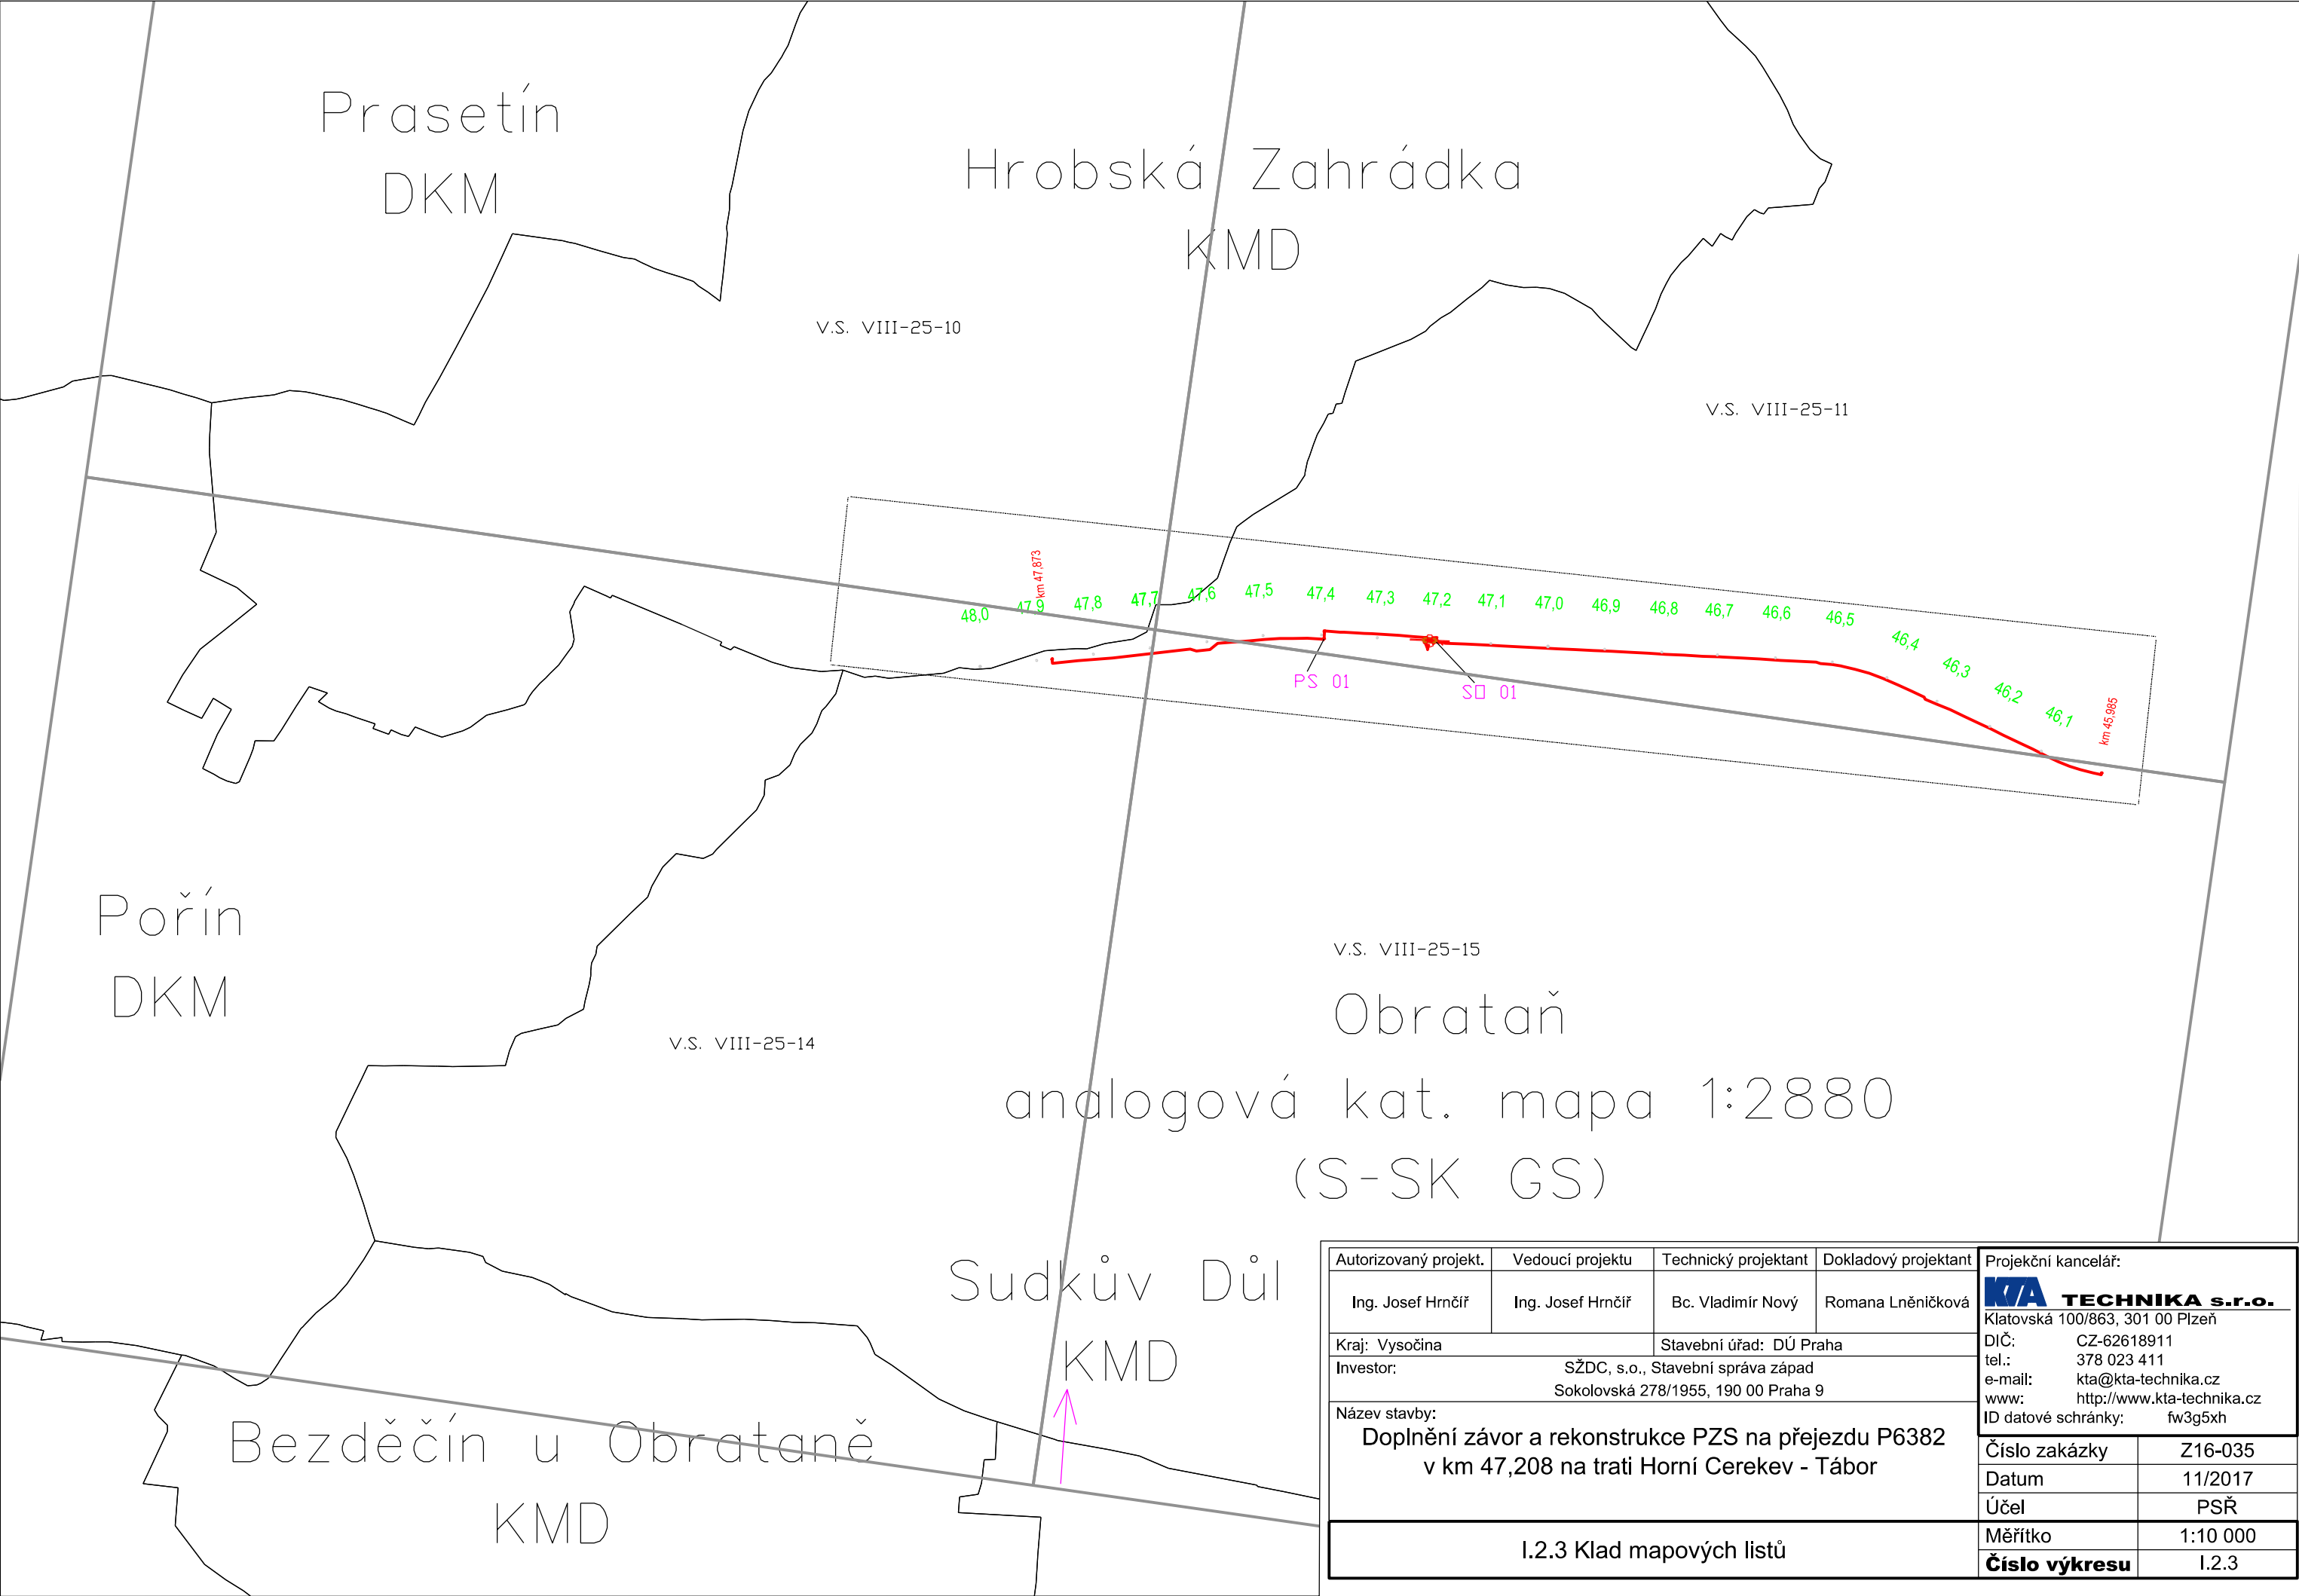 Prasetín
DKM
Hrobská Zahrádka
KMD
V.S. VIII-25-10
V.S. VIII-25-11
km 47,873
48,0
47,9
47,8
47,7
47,6
47,5
47,4
47,3
47,2
47,1
47,0
46,9
46,8
46,7
46,6
46,5
46,4
46,3
46,2
46,1
km 45,985
PS 01
SO 01
Pořín
DKM
V.S. VIII-25-15
Obrataň
analogová kat. mapa 1:2880
(S-SK GS)
V.S. VIII-25-14
Sudkův Důl
KMD
Bezděčín u Obrataně
KMD
Autorizovaný projekt. Vedoucí projektu Technický projektant Dokladový projektant
Ing. Josef Hrnčíř Ing. Josef Hrnčíř Bc. Vladimír Nový Romana Lněničková
Kraj: Vysočina Stavební úřad: DÚ Praha
Investor: SŽDC, s.o., Stavební správa západ
Sokolovská 278/1955, 190 00 Praha 9
Název stavby:
Doplnění závor a rekonstrukce PZS na přejezdu P6382
v km 47,208 na trati Horní Cerekev - Tábor
I.2.3 Klad mapových listů
Projekční kancelář:
KTA TECHNIKA s.r.o.
Klatovská 100/863, 301 00 Plzeň
DIČ: CZ-62618911
tel.: 378 023 411
e-mail: kta@kta-technika.cz
www: http://www.kta-technika.cz
ID datové schránky: fw3g5xh
Číslo zakázky Z16-035
Datum 11/2017
Účel PSŘ
Měřítko 1:10 000
Číslo výkresu I.2.3